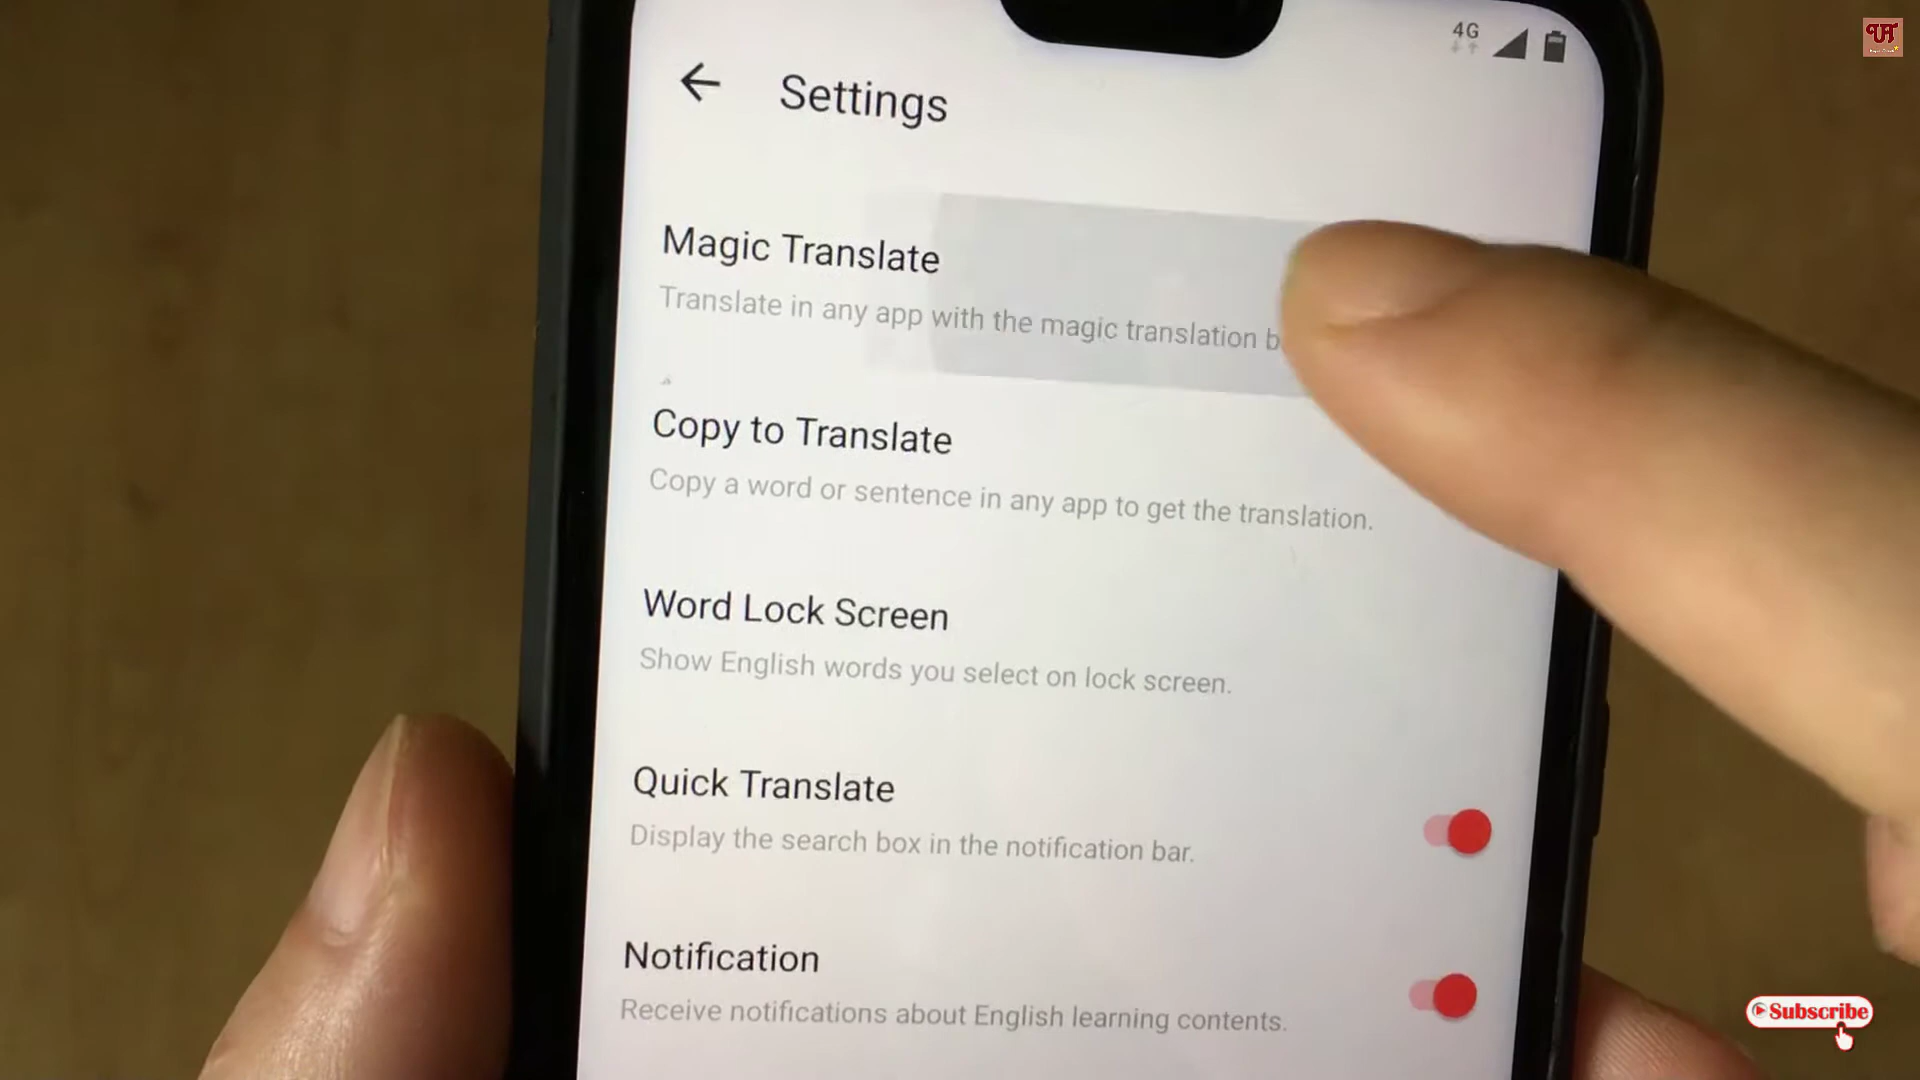 4G
UT
Settings
Magic Translate
Translate in any app with the magic translation
Copy to Translate
Copy a word or sentence in any app to get the translation.
Word Lock Screen
Show English words you select on lock screen.
Quick Translate
Display the search box in the notification bar.
Notification
Receive notifications about English learning contents.
Subscribe